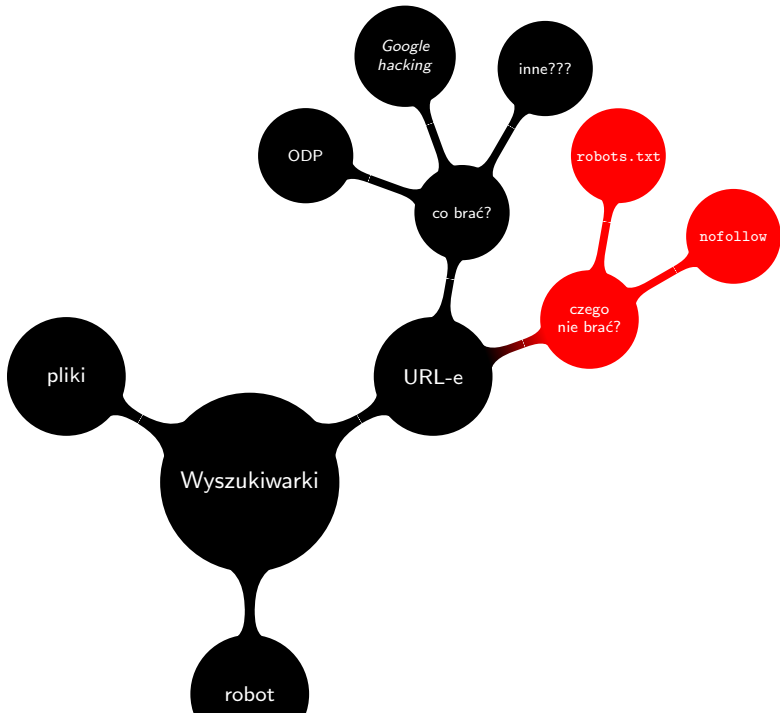 Google
hacking
inne???
ODP
robots.txt
co brać?
nofollow
czego
nie brać?
pliki
URL-e
Wyszukiwarki
robot